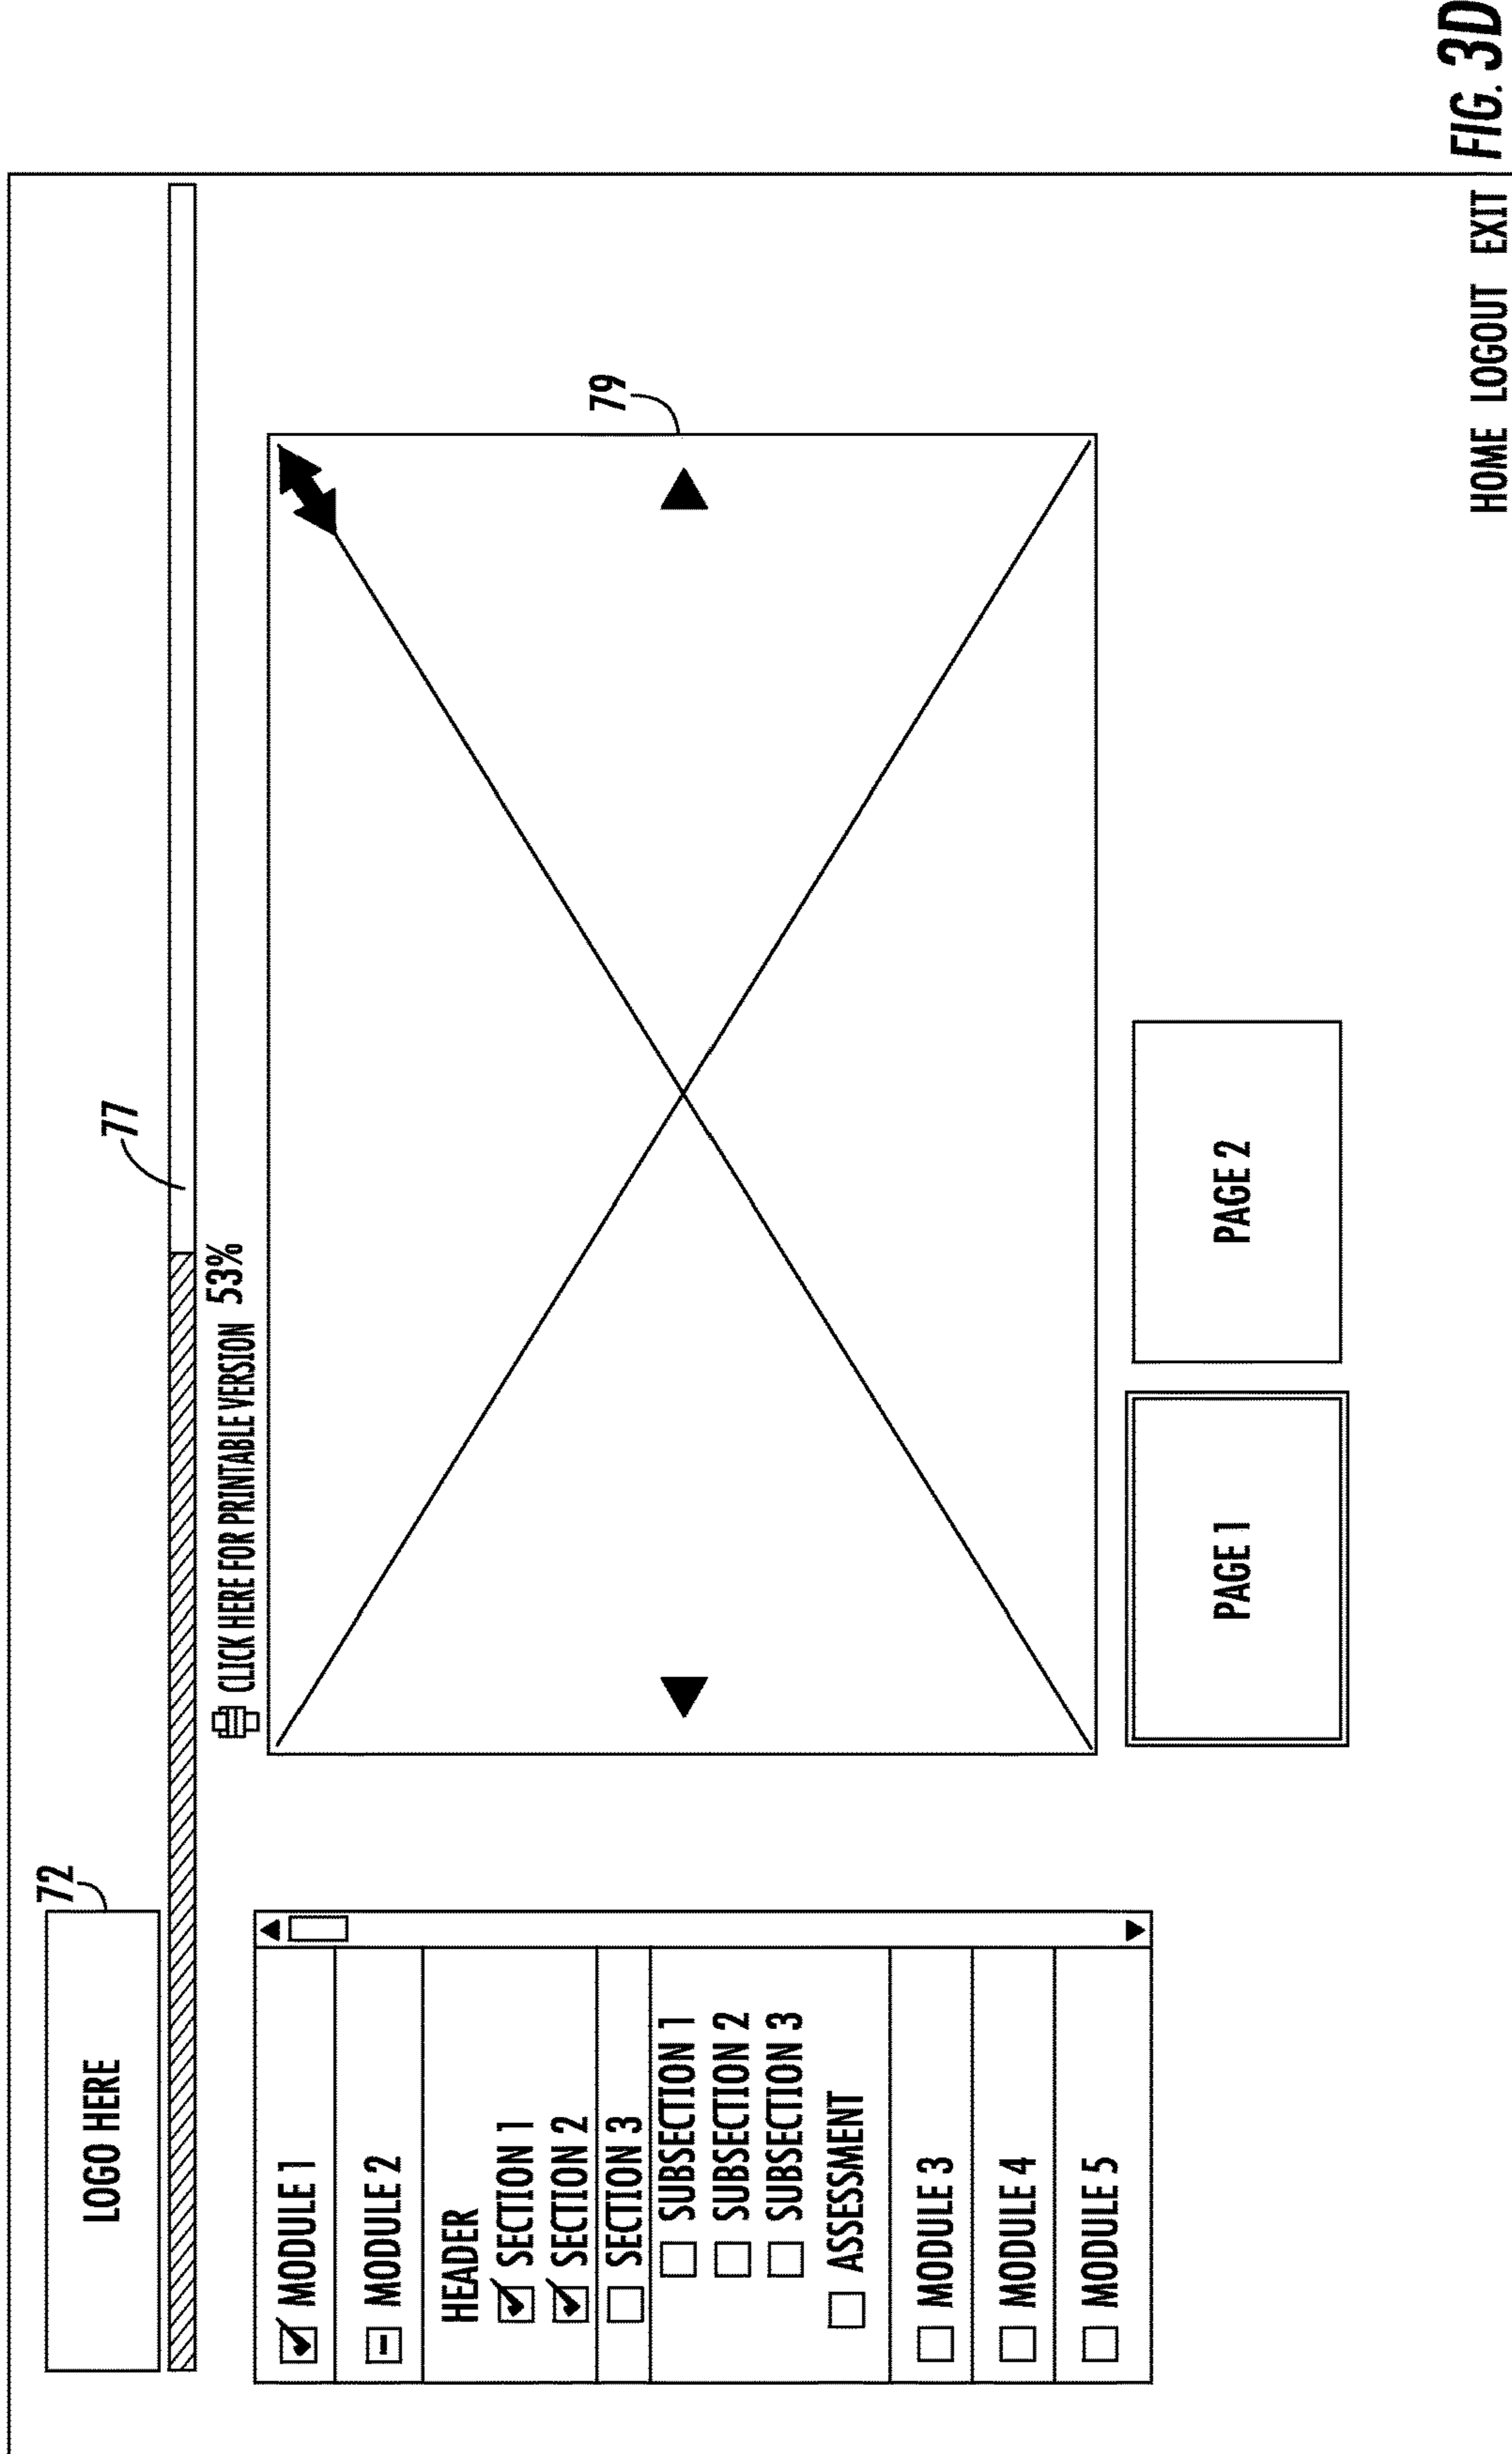 LOGO HERE
72
77
CLICK HERE FOR PRINTABLE VERSION 53%
MODULE 1
MODULE 2
HEADER
SECTION 1
SECTION 2
SECTION 3
SUBSECTION 1
SUBSECTION 2
SUBSECTION 3
ASSESSMENT
MODULE 3
MODULE 4
MODULE 5
79
PAGE 1
PAGE 2
HOME LOGOUT EXIT
FIG. 3D